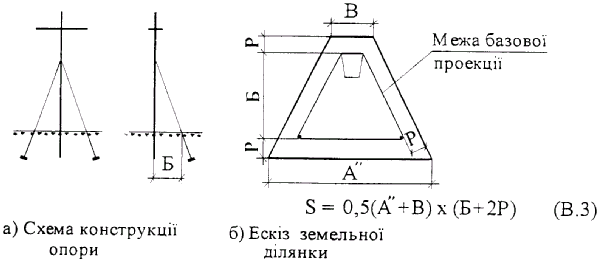 В
Р
Б
Р
Р
А″
Межа базової
проекції
Б
S = 0,5(А″+В) х (Б+2Р) (В.3)
а) Схема конструкції
опори
б) Ескіз земельної
ділянки